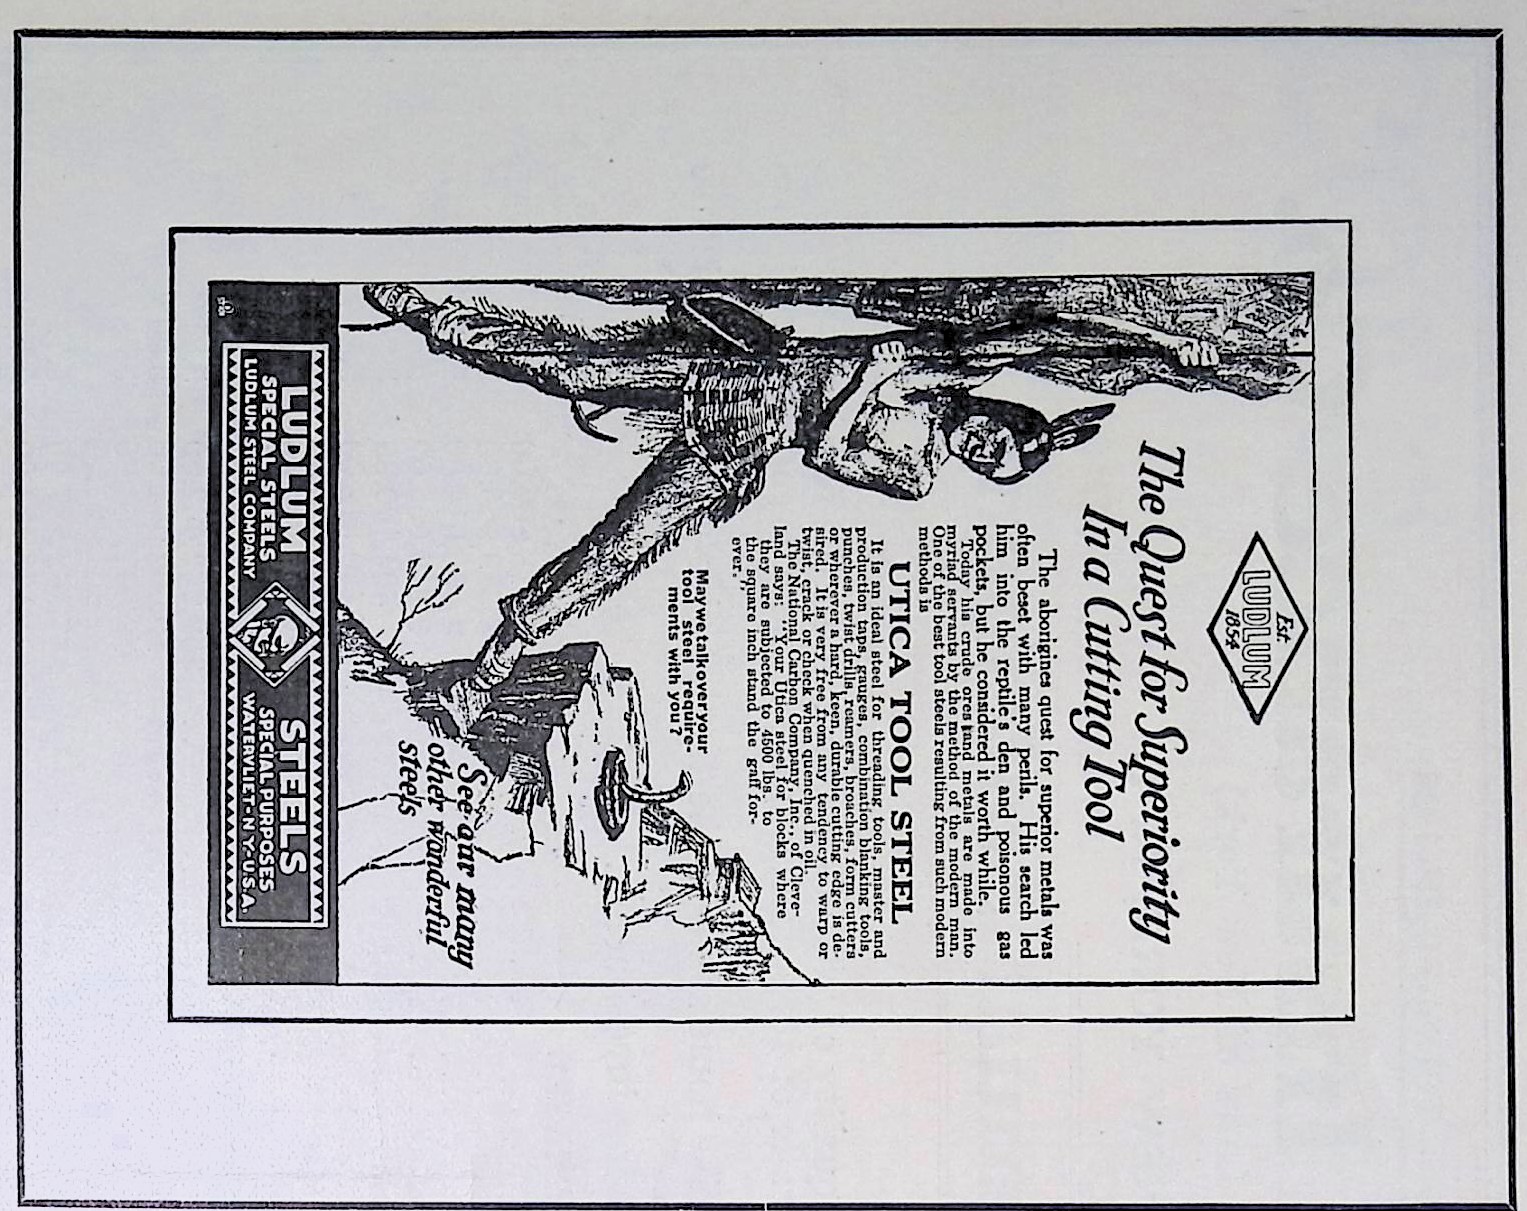 Est.
LUDLUM
1854
The Quest for Superiority
In a Cutting Tool
The aborigines quest for superior metals was
often beset with many perils. His search led
him into the reptile's den and poisonous gas
pockets, but he considered it worth while.
Today his crude ores and metals are made into
myriad servants by the method of the modern man.
One of the best tool steels resulting from such modern
methods is
UTICA TOOL STEEL
It is an ideal steel for threading tools, master and
production taps, gauges, combination blanking tools,
punches, twist drills, reamers, broaches, form cutters
or wherever a hard, keen, durable cutting edge is de-
sired. It is very free from any tendency to warp or
twist, crack or check when quenched in oil.
The National Carbon Company, Inc., of Cleve-
land says: "Your Utica steel for blocks where
they are subjected to 4500 lbs. to
the square inch stand the gaff for-
ever."
May we talk over your
tool steel require-
ments with you?
See our many
other wonderful
steels
LUDLUM STEELS
SPECIAL STEELS SPECIAL PURPOSES
LUDLUM STEEL COMPANY WATERVLIET·N·Y·U·S·A.